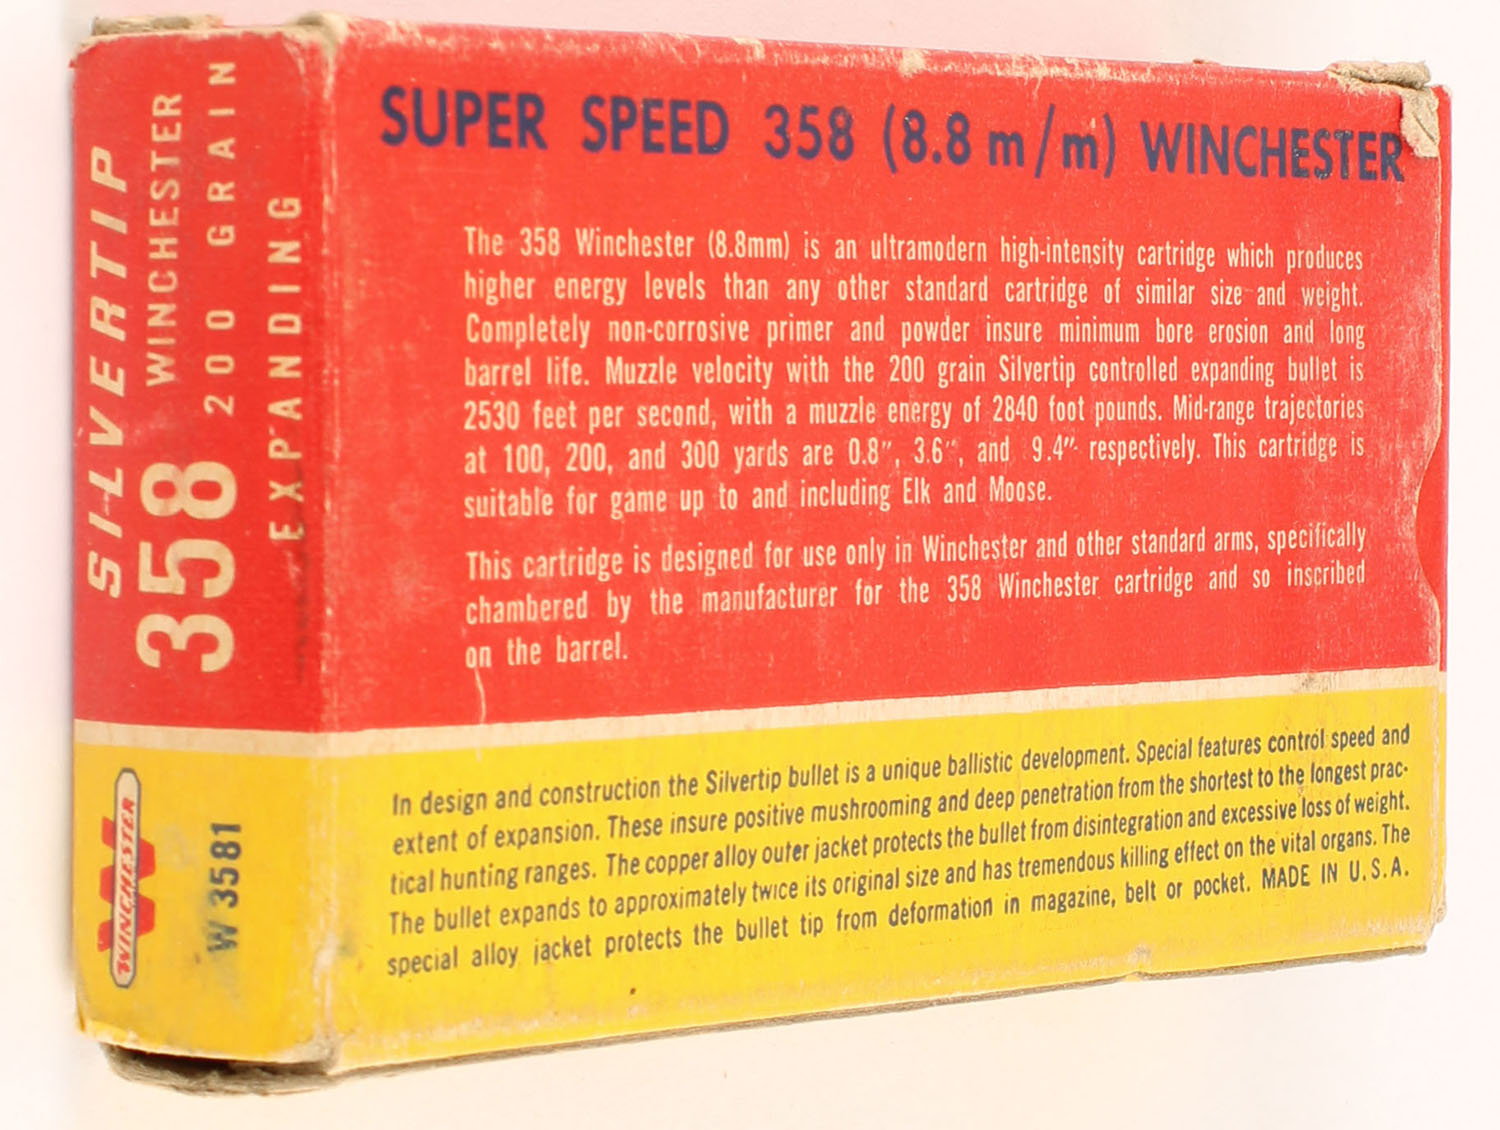 SILVERTIP
358 WINCHESTER
200 GRAIN
EXPANDING
WINCHESTER
W 3581
SUPER SPEED 358 (8.8 m/m) WINCHESTER
The 358 Winchester (8.8mm) is an ultramodern high-intensity cartridge which produces
higher energy levels than any other standard cartridge of similar size and weight.
Completely non-corrosive primer and powder insure minimum bore erosion and long
barrel life. Muzzle velocity with the 200 grain Silvertip controlled expanding bullet is
2530 feet per second, with a muzzle energy of 2840 foot pounds. Mid-range trajectories
at 100, 200, and 300 yards are 0.8", 3.6", and 9.4" respectively. This cartridge is
suitable for game up to and including Elk and Moose.
This cartridge is designed for use only in Winchester and other standard arms, specifically
chambered by the manufacturer for the 358 Winchester cartridge and so inscribed
on the barrel.
In design and construction the Silvertip bullet is a unique ballistic development. Special features control speed and
extent of expansion. These insure positive mushrooming and deep penetration from the shortest to the longest prac-
tical hunting ranges. The copper alloy outer jacket protects the bullet from disintegration and excessive loss of weight.
The bullet expands to approximately twice its original size and has tremendous killing effect on the vital organs. The
special alloy jacket protects the bullet tip from deformation in magazine, belt or pocket. MADE IN U.S.A.